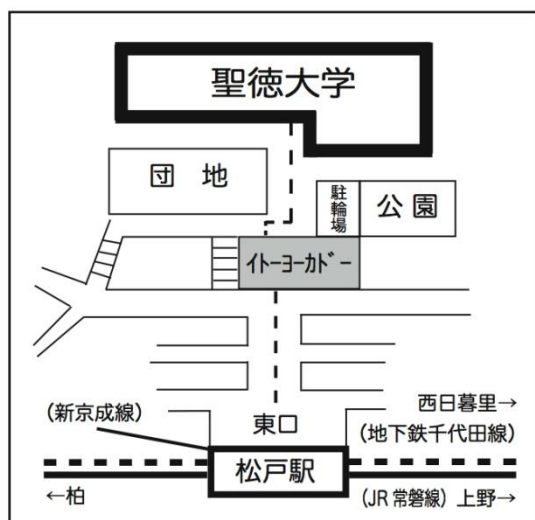 聖徳大学
団 地
駐輪場
公園
イトーヨーカドー
西日暮里→
(新京成線)
東口
(地下鉄千代田線)
松戸駅
←柏
(JR常磐線) 上野→